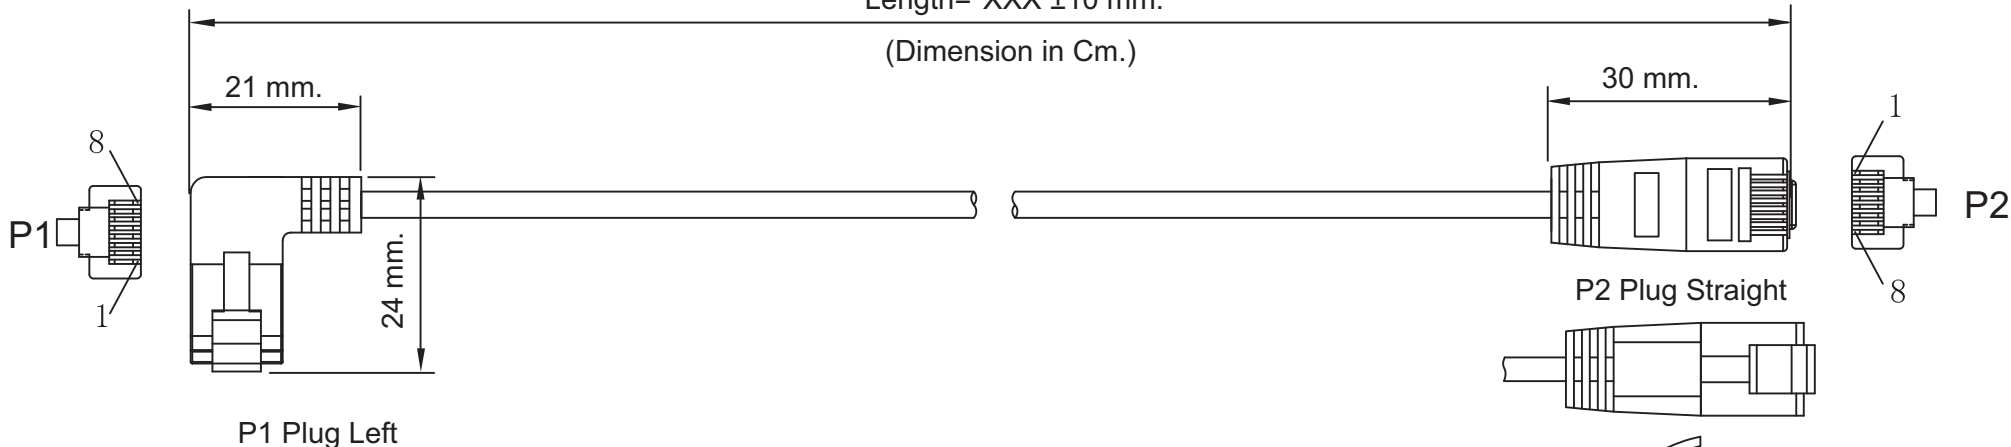 Length= XXX ±10 mm.
(Dimension in Cm.)
21 mm.
30 mm.
8
1
P1
P2
24 mm.
1
8
P2 Plug Straight
P1 Plug Left